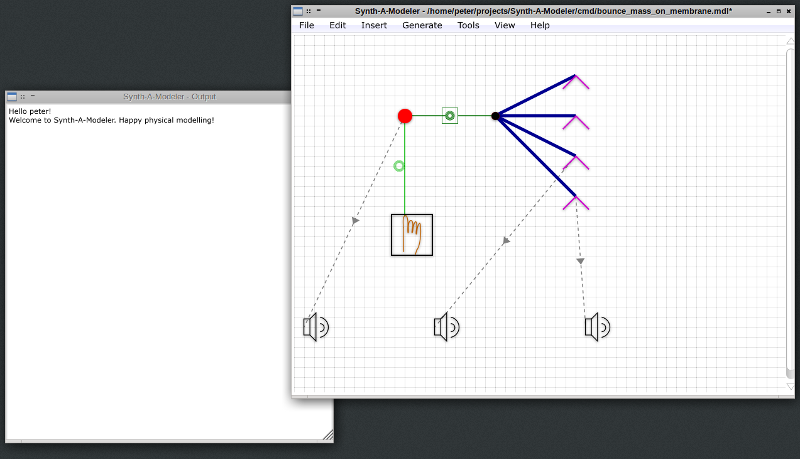 Synth-A-Modeler - /home/peter/projects/Synth-A-Modeler/cmd/bounce_mass_on_membrane.mdl*
File Edit Insert Generate Tools View Help
Synth-A-Modeler - Output
Hello peter!
Welcome to Synth-A-Modeler. Happy physical modelling!